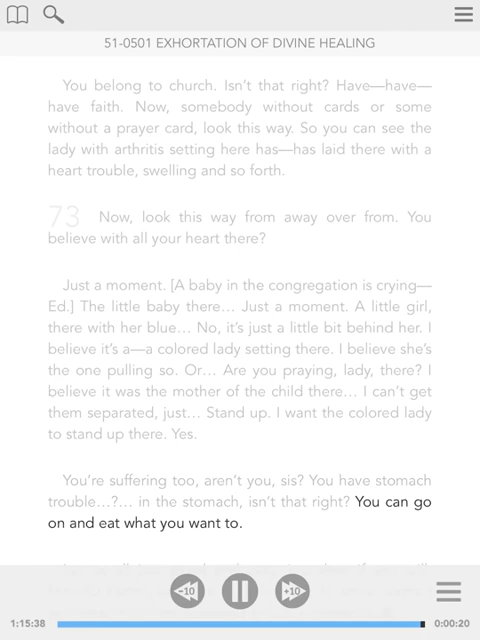 51-0501 EXHORTATION OF DIVINE HEALING
You belong to church. Isn't that right? Have—have—
have faith. Now, somebody without cards or some
without a prayer card, look this way. So you can see the
lady with arthritis setting here has—has laid there with a
heart trouble, swelling and so forth.
73 Now, look this way from away over from. You
believe with all your heart there?
Just a moment. [A baby in the congregation is crying—
Ed.] The little baby there… Just a moment. A little girl,
there with her blue… No, it's just a little bit behind her. I
believe it's a—a colored lady setting there. I believe she's
the one pulling so. Or… Are you praying, lady, there? I
believe it was the mother of the child there… I can't get
them separated, just… Stand up. I want the colored lady
to stand up there. Yes.
You're suffering too, aren't you, sis? You have stomach
trouble…?… in the stomach, isn't that right? You can go
on and eat what you want to.
-10
+10
1:15:38
0:00:20